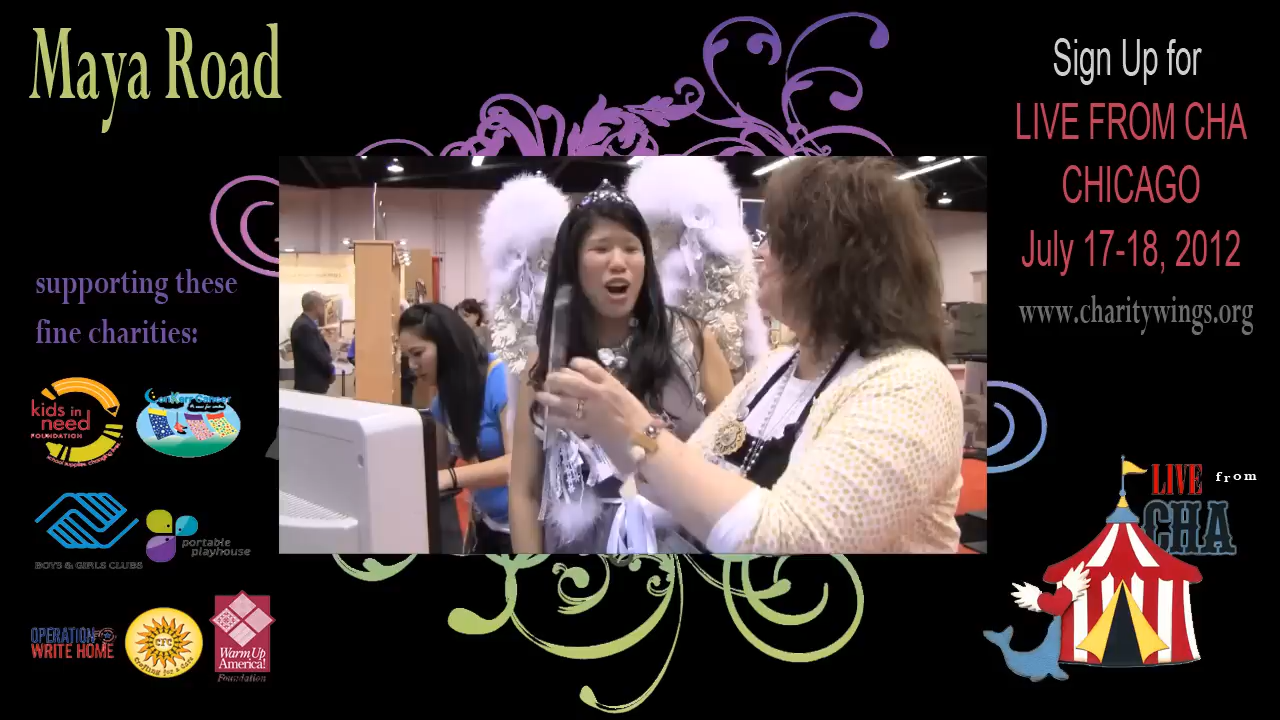 Maya Road
supporting these
fine charities:
kids in
need
FOUNDATION
BOYS & GIRLS CLUBS
portable
playhouse
OPERATION
WRITE HOME
CFC
Warm Up
America!
Foundation
Sign Up for
LIVE FROM CHA
CHICAGO
July 17-18, 2012
www.charitywings.org
LIVE from
CHA